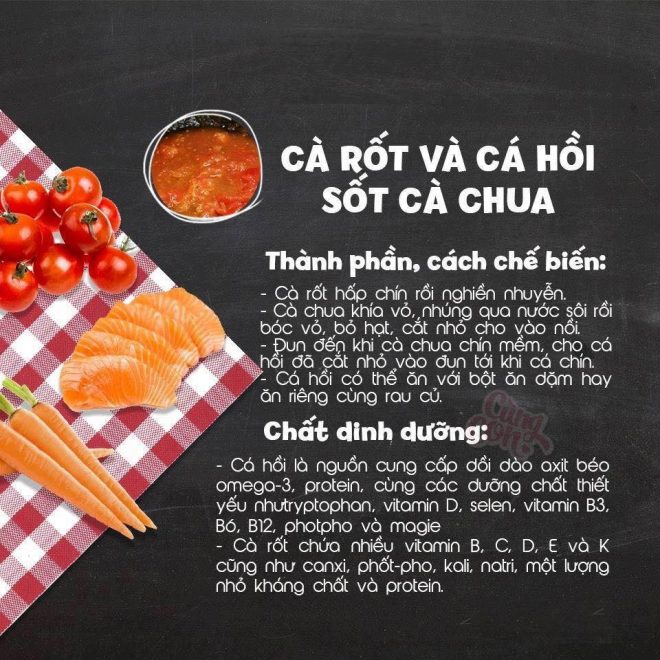 CÀ RỐT VÀ CÁ HỒI
SỐT CÀ CHUA
Thành phần, cách chế biến:
- Cà rốt hấp chín rồi nghiền nhuyễn.
- Cà chua khía vỏ, nhúng qua nước sôi rồi
bóc vỏ, bỏ hạt, cắt nhỏ cho vào nồi.
- Đun đến khi cà chua chín mềm, cho cá
hồi đã cắt nhỏ vào đun tới khi cá chín.
- Cá hồi có thể ăn với bột ăn dặm hay
ăn riêng cùng rau củ.
Chất dinh dưỡng:
- Cá hồi là nguồn cung cấp dồi dào axit béo
omega-3, protein, cùng các dưỡng chất thiết
yếu nhưtryptophan, vitamin D, selen, vitamin B3,
B6, B12, photpho và magie
- Cà rốt chứa nhiều vitamin B, C, D, E và K
cũng như canxi, phốt-pho, kali, natri, một lượng
nhỏ kháng chất và protein.